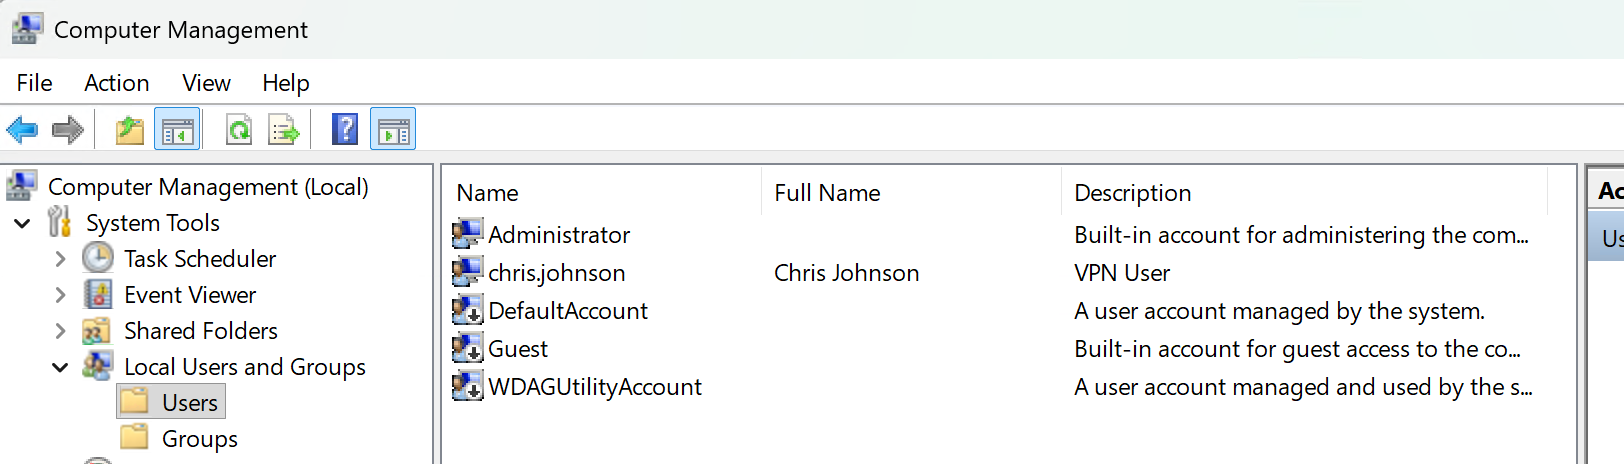 Computer Management
File Action View Help
Computer Management (Local)
System Tools
Task Scheduler
Event Viewer
Shared Folders
Local Users and Groups
Users
Groups
Name Full Name Description
Administrator Built-in account for administering the com...
chris.johnson Chris Johnson VPN User
DefaultAccount A user account managed by the system.
Guest Built-in account for guest access to the co...
WDAGUtilityAccount A user account managed and used by the s...
Ac
Us